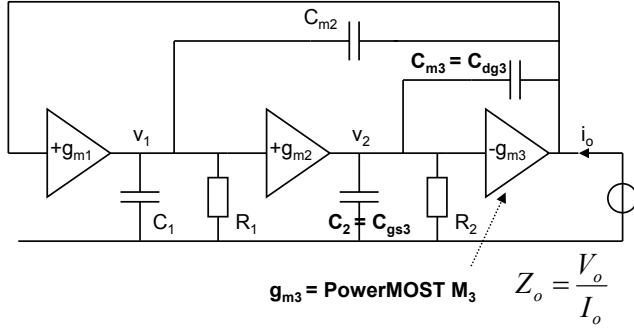 C_m2
C_m3 = C_dg3
+g_m1
v_1
+g_m2
v_2
-g_m3
i_o
C_1
R_1
C_2 = C_gs3
R_2
g_m3 = PowerMOST M_3
Z_o = V_o / I_o